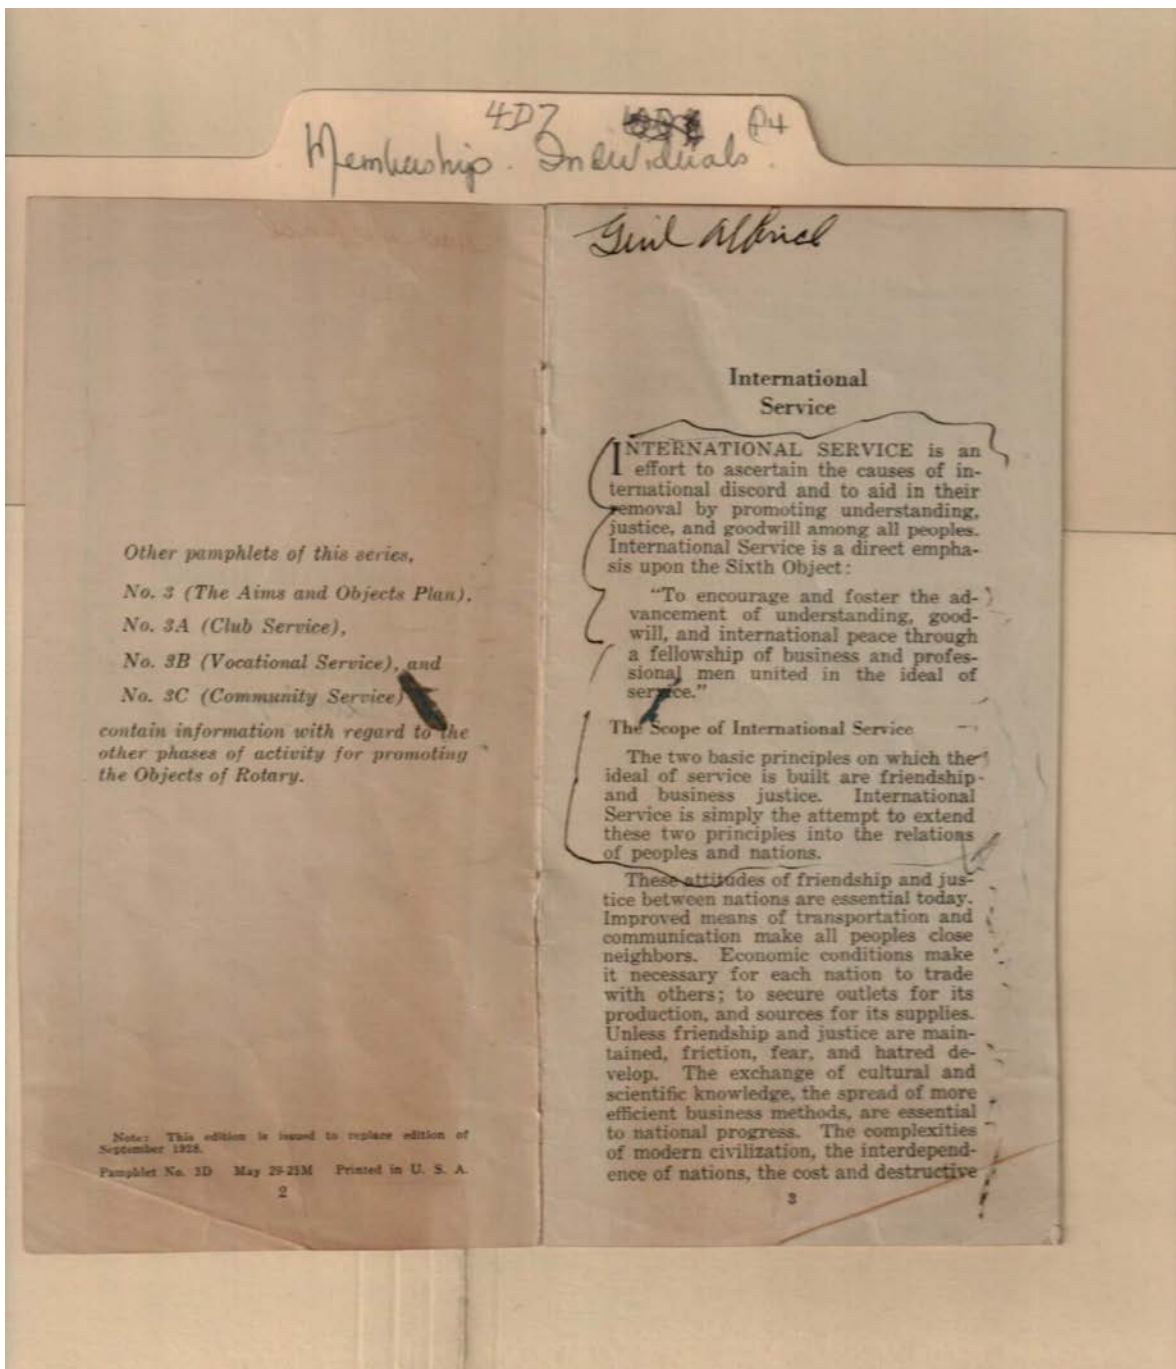 4D7 P4
Membership. Individuals.
Other pamphlets of this series,
No. 3 (The Aims and Objects Plan),
No. 3A (Club Service),
No. 3B (Vocational Service), and
No. 3C (Community Service)
contain information with regard to the
other phases of activity for promoting
the Objects of Rotary.
Note: This edition is issued to replace edition of
September 1928.
Pamphlet No. 3D May 29-25M Printed in U. S. A.
2
International
Service
INTERNATIONAL SERVICE is an
effort to ascertain the causes of in-
ternational discord and to aid in their
removal by promoting understanding,
justice, and goodwill among all peoples.
International Service is a direct empha-
sis upon the Sixth Object:
"To encourage and foster the ad-
vancement of understanding, good-
will, and international peace through
a fellowship of business and profes-
sional men united in the ideal of
service."
The Scope of International Service
The two basic principles on which the
ideal of service is built are friendship
and business justice. International
Service is simply the attempt to extend
these two principles into the relations
of peoples and nations.
These attitudes of friendship and jus-
tice between nations are essential today.
Improved means of transportation and
communication make all peoples close
neighbors. Economic conditions make
it necessary for each nation to trade
with others; to secure outlets for its
production, and sources for its supplies.
Unless friendship and justice are main-
tained, friction, fear, and hatred de-
velop. The exchange of cultural and
scientific knowledge, the spread of more
efficient business methods, are essential
to national progress. The complexities
of modern civilization, the interdepend-
ence of nations, the cost and destructive
3